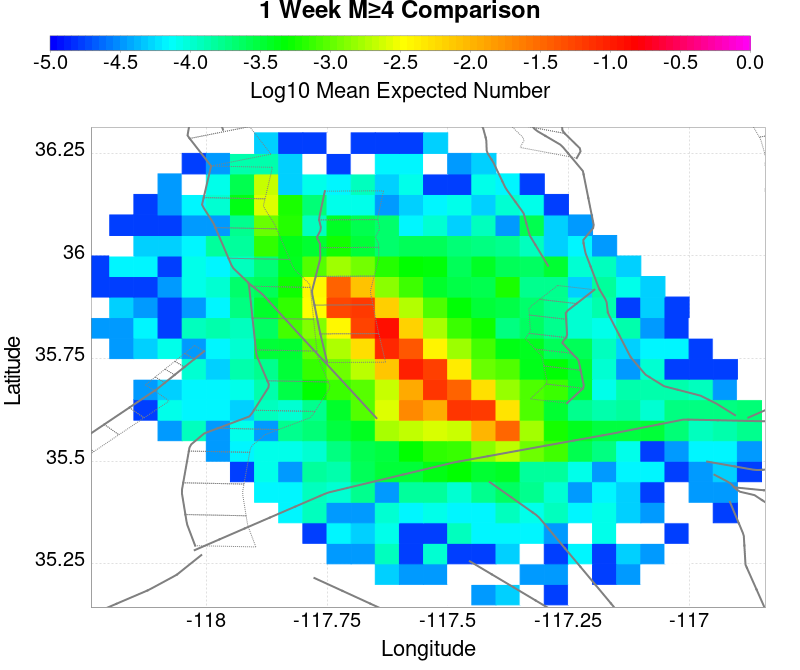 1 Week M≥4 Comparison
-5.0 -4.5 -4.0 -3.5 -3.0 -2.5 -2.0 -1.5 -1.0 -0.5 0.0
Log10 Mean Expected Number
36.25
36
35.75
35.5
35.25
Latitude
-118 -117.75 -117.5 -117.25 -117
Longitude